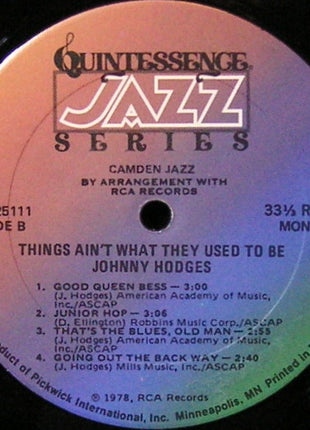 QUINTESSENCE
JAZZ
SERIES
CAMDEN JAZZ
BY ARRANGEMENT WITH
RCA RECORDS
25111 33⅓ R
DE B MON
THINGS AIN'T WHAT THEY USED TO BE
JOHNNY HODGES
1. GOOD QUEEN BESS — 3:00
(J. Hodges) American Academy of Music,
Inc./ASCAP
2. JUNIOR HOP — 3:06
(D. Ellington) Robbins Music Corp./ASCAP
3. THAT'S THE BLUES, OLD MAN — 2:55
(J. Hodges) American Academy of Music,
Inc./ASCAP
4. GOING OUT THE BACK WAY — 2:40
(J. Hodges) Mills Music, Inc./ASCAP
℗ 1978, RCA Records
oduct of Pickwick International, Inc. Minneapolis, MN Printed in